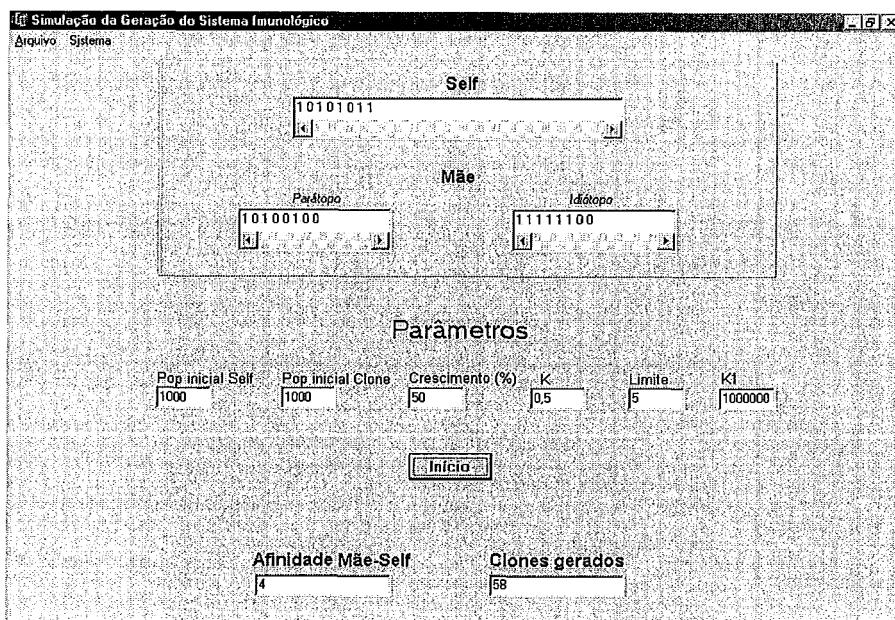 Simulação da Geração do Sistema Imunológico
Arquivo Sistema
Self
10101011
Mãe
Parátopo Idiótopo
10100100 11111100
Parâmetros
Pop inicial Self Pop inicial Clone Crescimento (%) K Limite K1
1000 1000 50 0,5 5 1000000
Início
Afinidade Mãe-Self Clones gerados
4 58